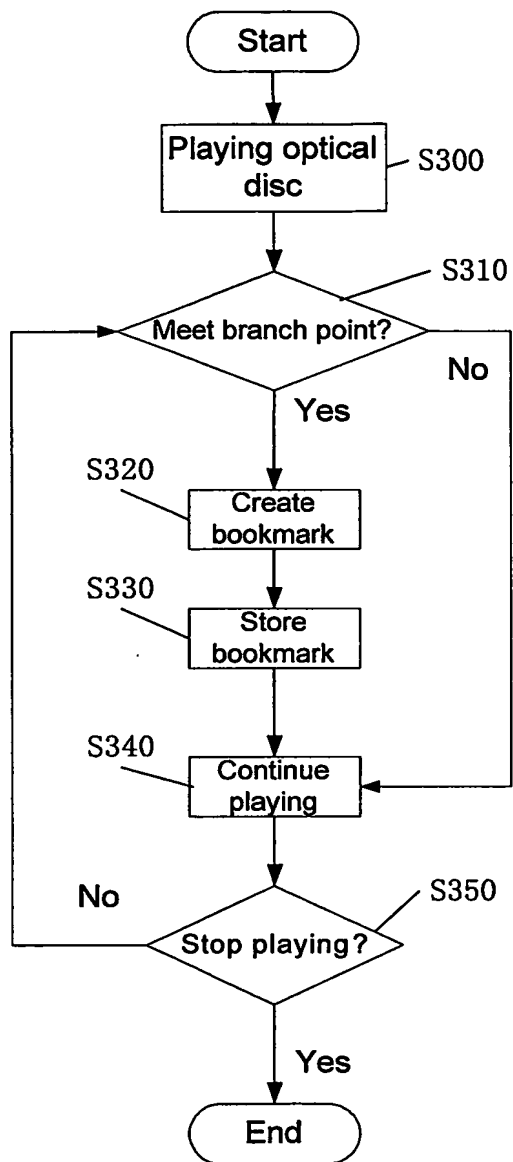 Start
Playing optical
disc
S300
S310
Meet branch point?
No
Yes
S320
Create
bookmark
S330
Store
bookmark
S340
Continue
playing
No
S350
Stop playing?
Yes
End